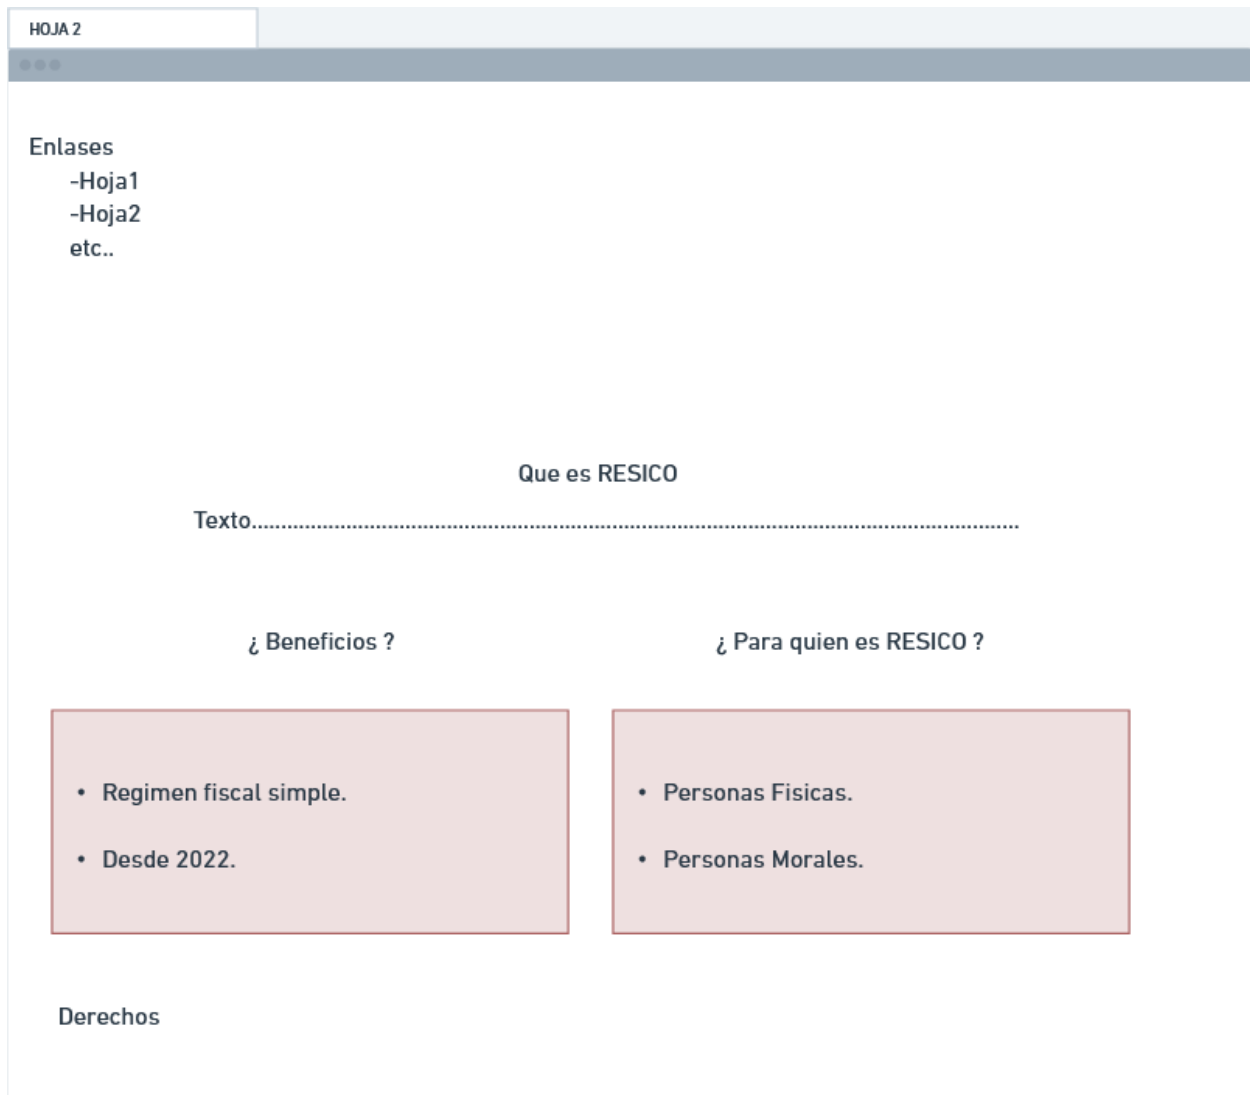 HOJA 2
Enlases
-Hoja1
-Hoja2
etc..
Que es RESICO
Texto....................................................................................................................................
¿ Beneficios ?
¿ Para quien es RESICO ?
• Regimen fiscal simple.
• Desde 2022.
• Personas Fisicas.
• Personas Morales.
Derechos